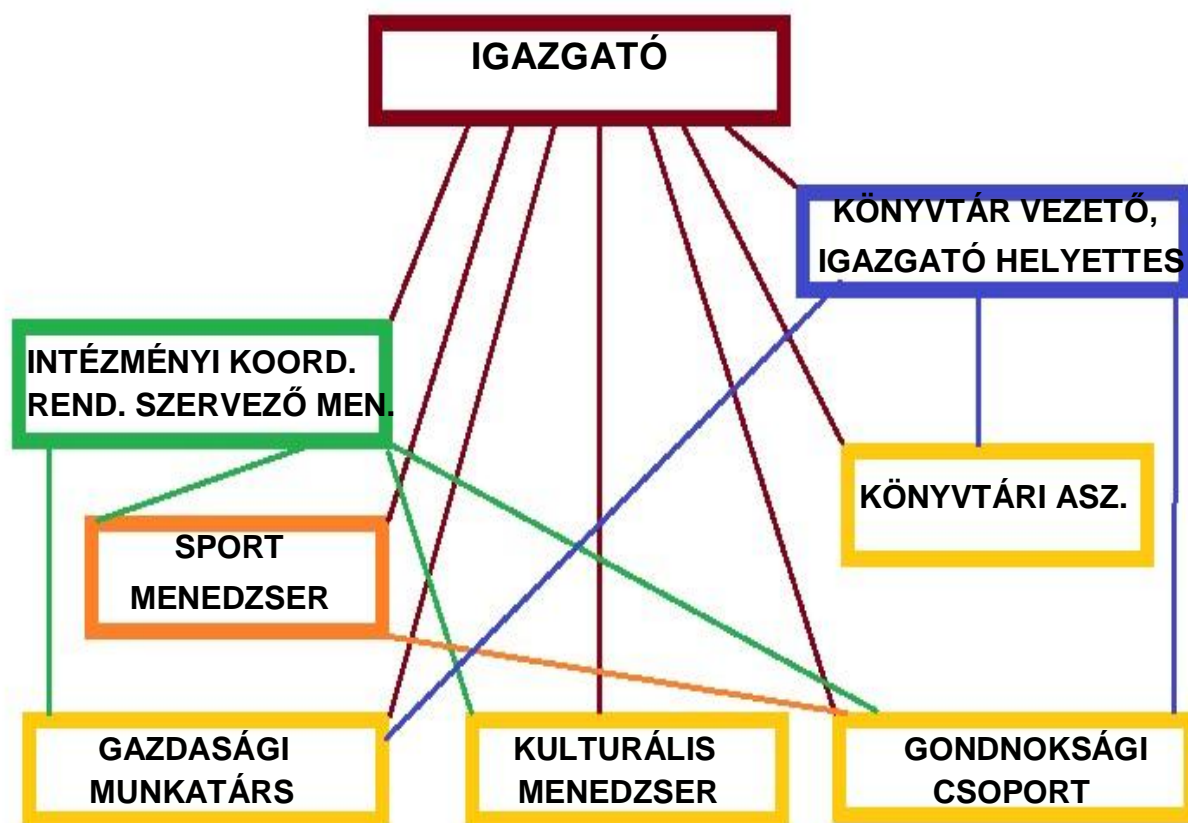 IGAZGATÓ
KÖNYVTÁR VEZETŐ,
IGAZGATÓ HELYETTES
INTÉZMÉNYI KOORD.
REND. SZERVEZŐ MEN.
KÖNYVTÁRI ASZ.
SPORT
MENEDZSER
GAZDASÁGI
MUNKATÁRS
KULTURÁLIS
MENEDZSER
GONDNOKSÁGI
CSOPORT